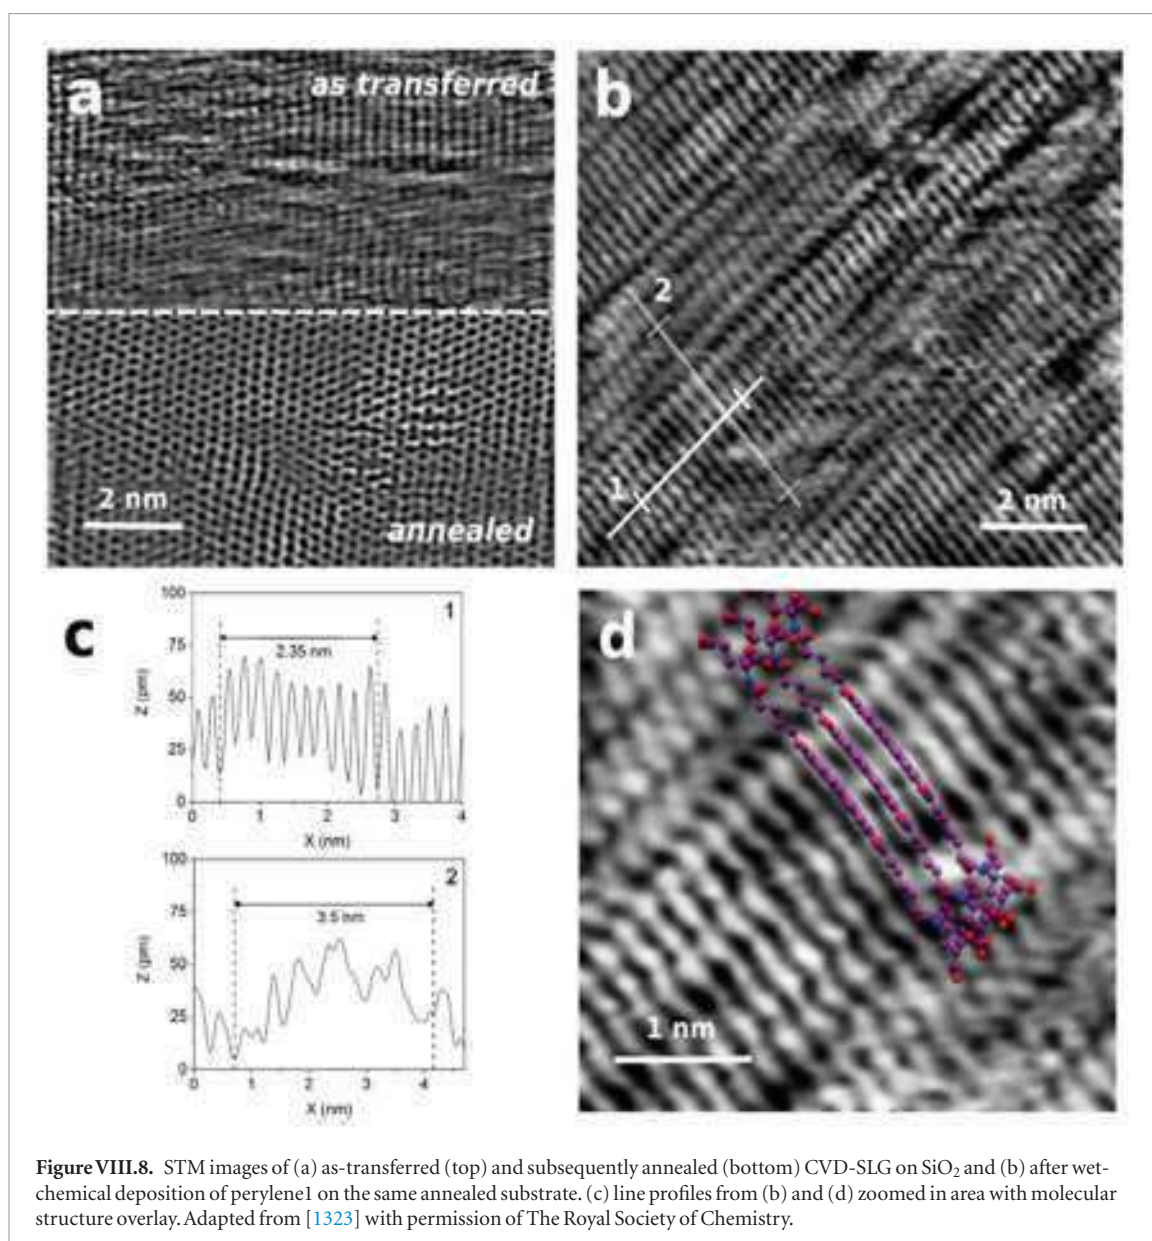 a
as transferred
2 nm
annealed
b
2
1
2 nm
c
100
1
75
2.35 nm
Z (pm)
50
25
0
0 1 2 3 4
X (nm)
100
2
75
3.5 nm
Z (pm)
50
25
0
0 1 2 3 4
X (nm)
d
1 nm
Figure VIII.8. STM images of (a) as-transferred (top) and subsequently annealed (bottom) CVD-SLG on SiO₂ and (b) after wet-
chemical deposition of perylene1 on the same annealed substrate. (c) line profiles from (b) and (d) zoomed in area with molecular
structure overlay. Adapted from [1323] with permission of The Royal Society of Chemistry.